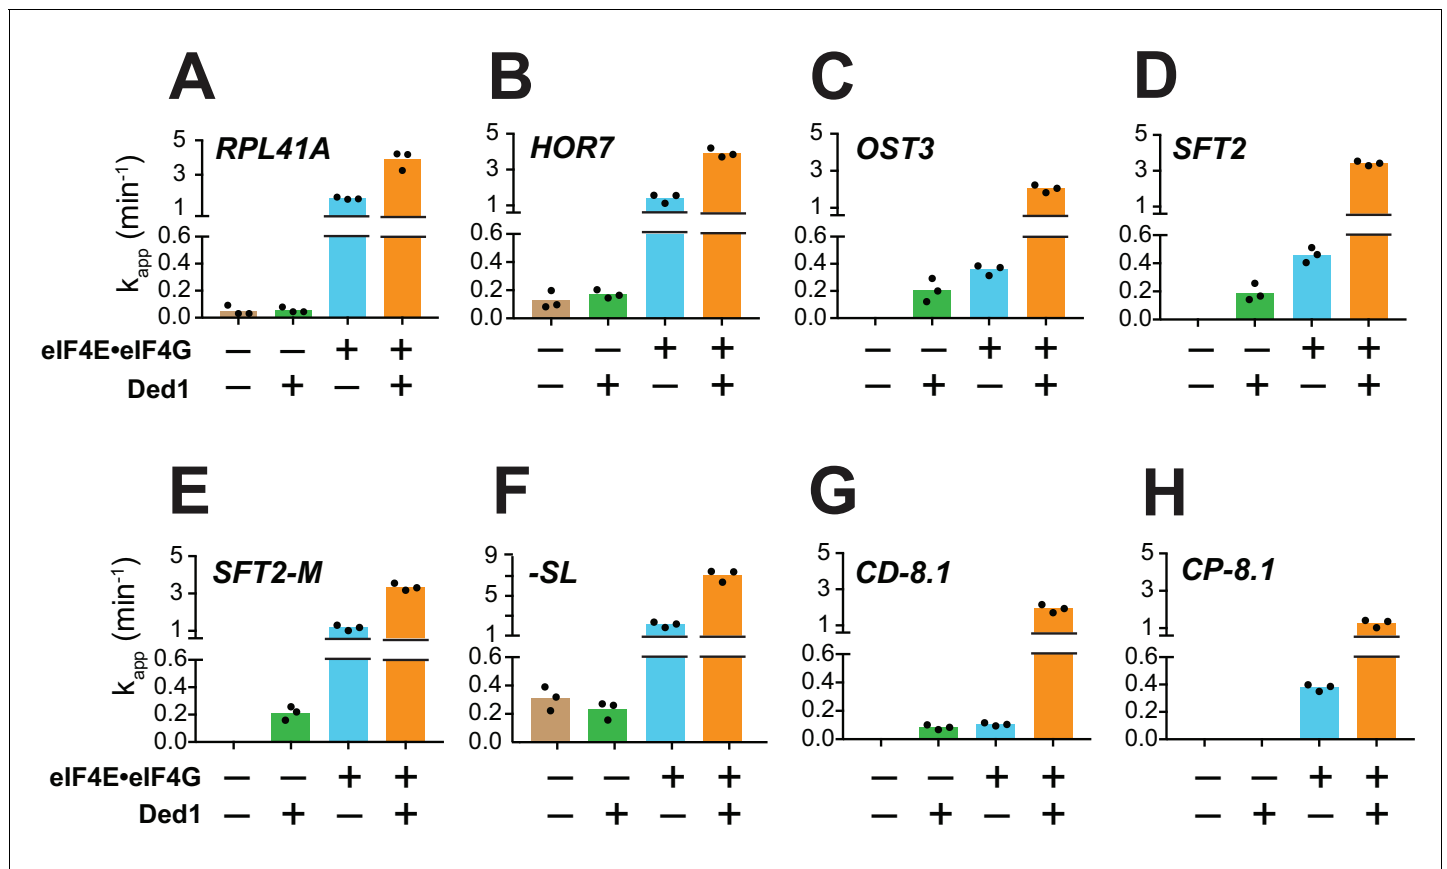 A B C D
RPL41A HOR7 OST3 SFT2
kapp (min-1)
5 3 1 0.6 0.4 0.2 0.0
5 3 1 0.6 0.4 0.2 0.0
5 3 1 0.6 0.4 0.2 0.0
5 3 1 0.6 0.4 0.2 0.0
eIF4E•eIF4G — — + + — — + + — — + + — — + +
Ded1 — + — + — + — + — + — + — + — +
E F G H
SFT2-M -SL CD-8.1 CP-8.1
kapp (min-1)
5 3 1 0.6 0.4 0.2 0.0
9 5 1 0.6 0.4 0.2 0.0
5 3 1 0.6 0.4 0.2 0.0
5 3 1 0.6 0.4 0.2 0.0
eIF4E•eIF4G — — + + — — + + — — + + — — + +
Ded1 — + — + — + — + — + — + — + — +